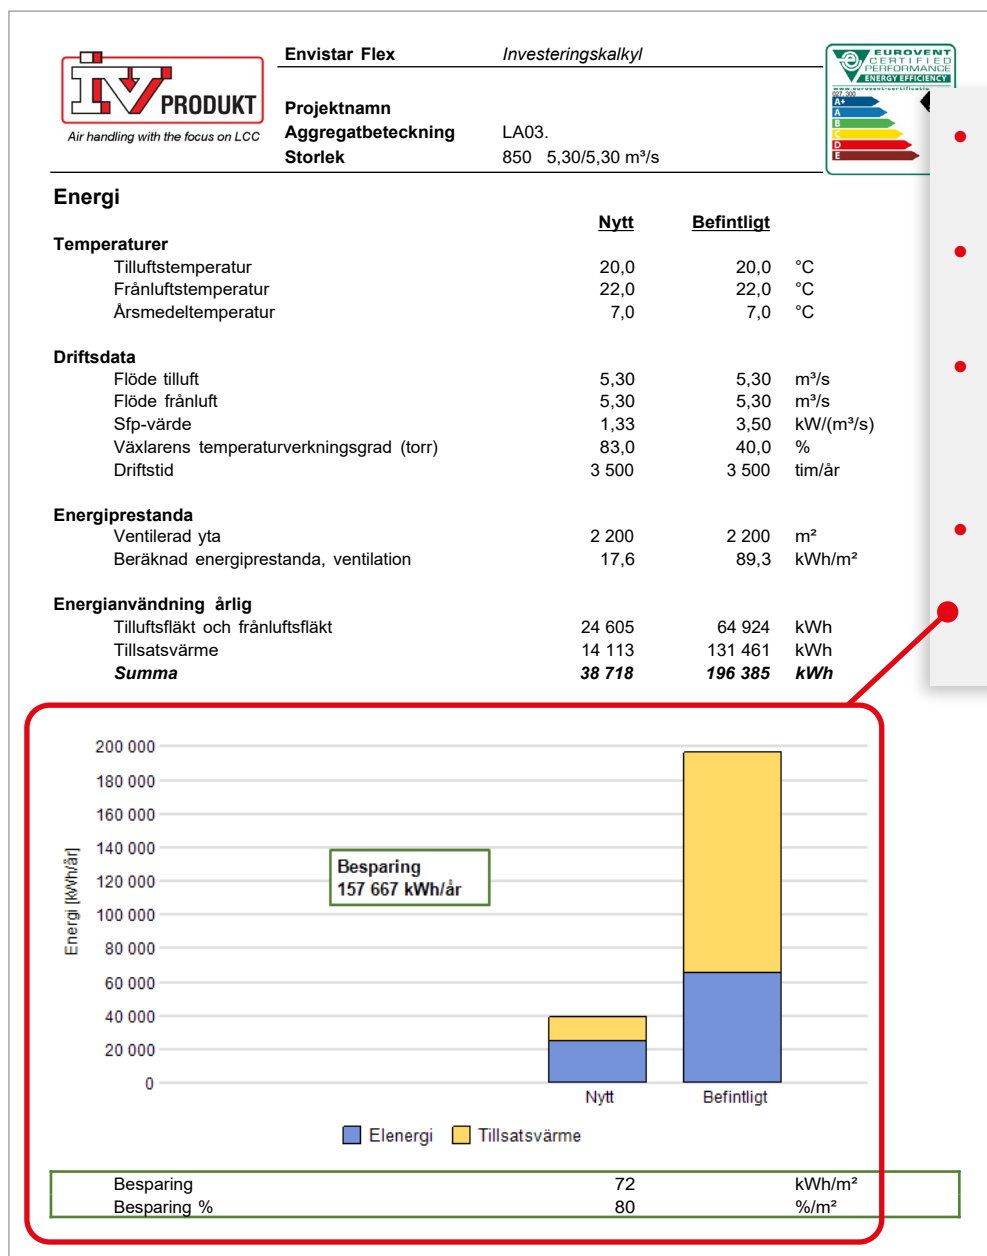 Envistar Flex Investeringskalkyl
iv PRODUKT
Air handling with the focus on LCC
Projektnamn
Aggregatbeteckning LA03.
Storlek 850 5,30/5,30 m³/s
EUROVENT
CERTIFIED
PERFORMANCE
ENERGY EFFICIENCY
A+
A
B
C
D
E
Energi
Nytt Befintligt
Temperaturer
Tilluftstemperatur 20,0 20,0 °C
Frånluftstemperatur 22,0 22,0 °C
Årsmedeltemperatur 7,0 7,0 °C
Driftsdata
Flöde tilluft 5,30 5,30 m³/s
Flöde frånluft 5,30 5,30 m³/s
Sfp-värde 1,33 3,50 kW/(m³/s)
Växlarens temperaturverkningsgrad (torr) 83,0 40,0 %
Driftstid 3 500 3 500 tim/år
Energiprestanda
Ventilerad yta 2 200 2 200 m²
Beräknad energiprestanda, ventilation 17,6 89,3 kWh/m²
Energianvändning årlig
Tilluftsfläkt och frånluftsfläkt 24 605 64 924 kWh
Tillsatsvärme 14 113 131 461 kWh
Summa 38 718 196 385 kWh
Energi [kWh/år]
200 000
180 000
160 000
140 000
120 000
100 000
80 000
60 000
40 000
20 000
0
Besparing
157 667 kWh/år
Nytt Befintligt
Elenergi Tillsatsvärme
Besparing 72 kWh/m²
Besparing % 80 %/m²